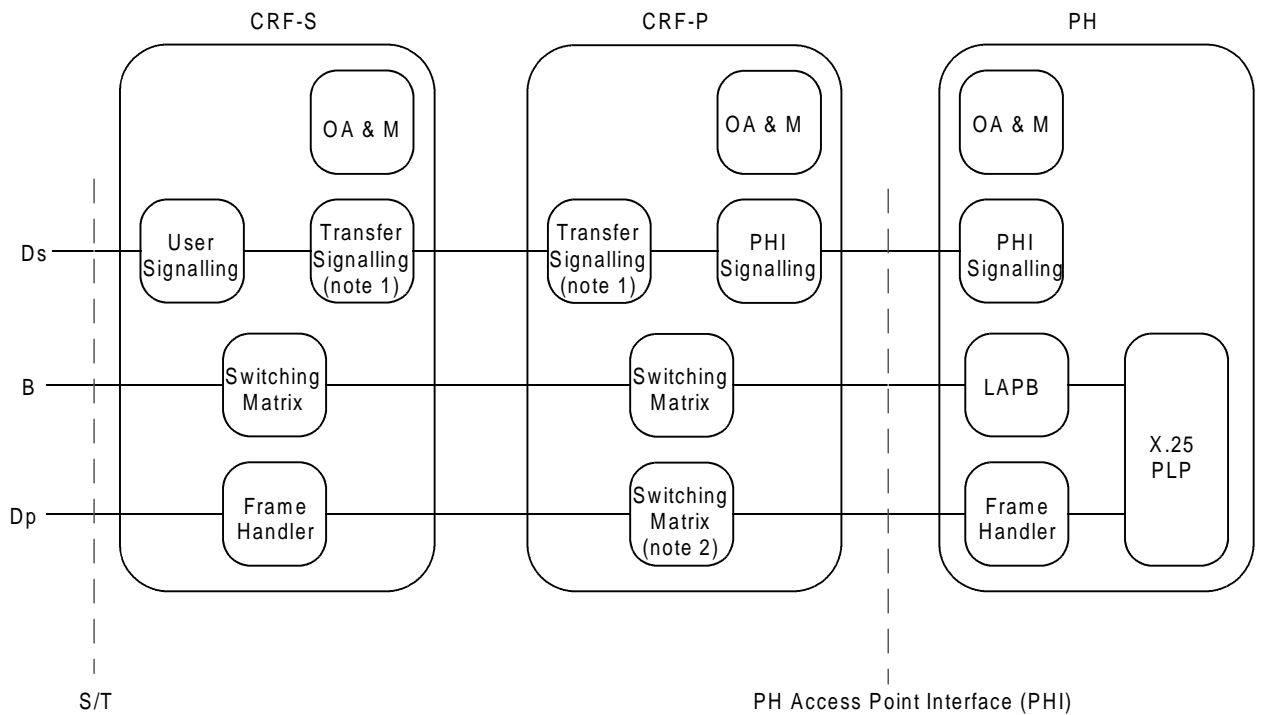 CRF-S
CRF-P
PH
OA & M
OA & M
OA & M
Ds
User
Signalling
Transfer
Signalling
(note 1)
Transfer
Signalling
(note 1)
PHI
Signalling
PHI
Signalling
B
Switching
Matrix
Switching
Matrix
LAPB
X.25
PLP
Dp
Frame
Handler
Switching
Matrix
(note 2)
Frame
Handler
S/T
PH Access Point Interface (PHI)